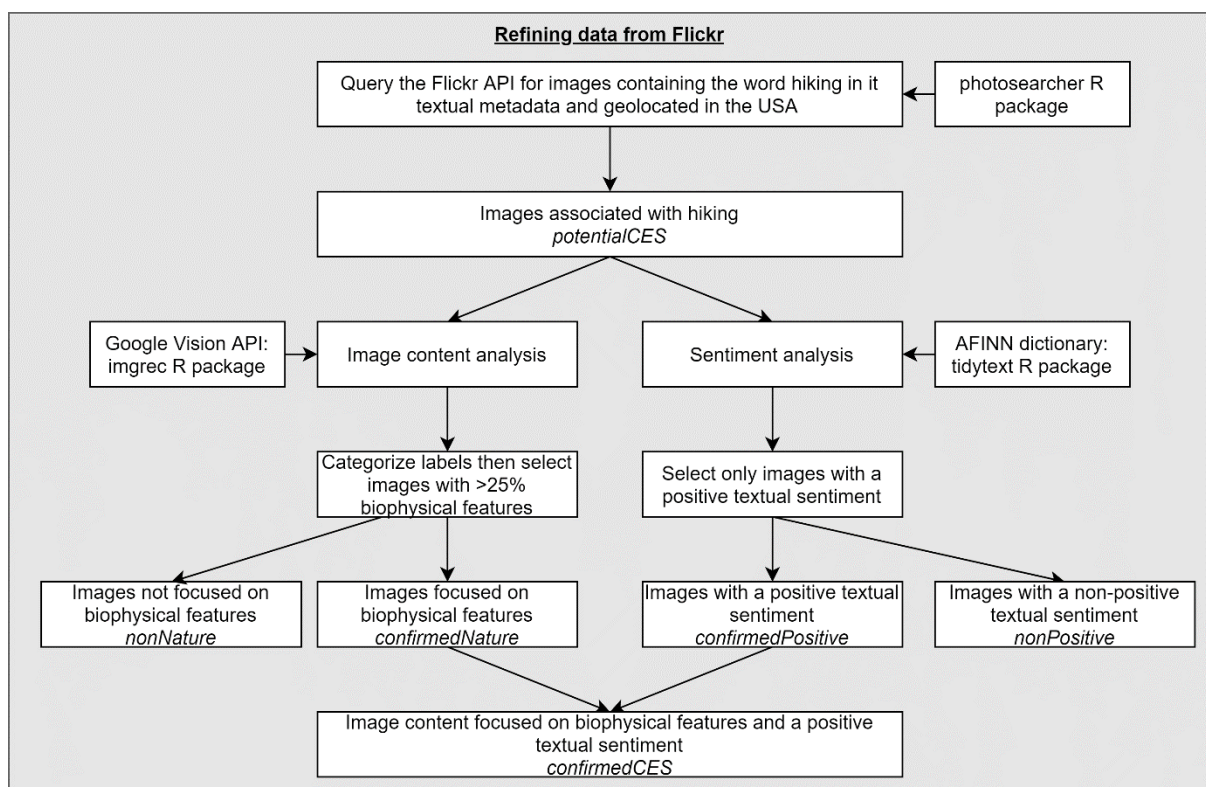 Refining data from Flickr
Query the Flickr API for images containing the word hiking in it
textual metadata and geolocated in the USA
photosearcher R
package
Images associated with hiking
potentialCES
Google Vision API:
imgrec R package
Image content analysis
Sentiment analysis
AFINN dictionary:
tidytext R package
Categorize labels then select
images with >25%
biophysical features
Select only images with a
positive textual sentiment
Images not focused on
biophysical features
nonNature
Images focused on
biophysical features
confirmedNature
Images with a positive textual
sentiment
confirmedPositive
Images with a non-positive
textual sentiment
nonPositive
Image content focused on biophysical features and a positive
textual sentiment
confirmedCES